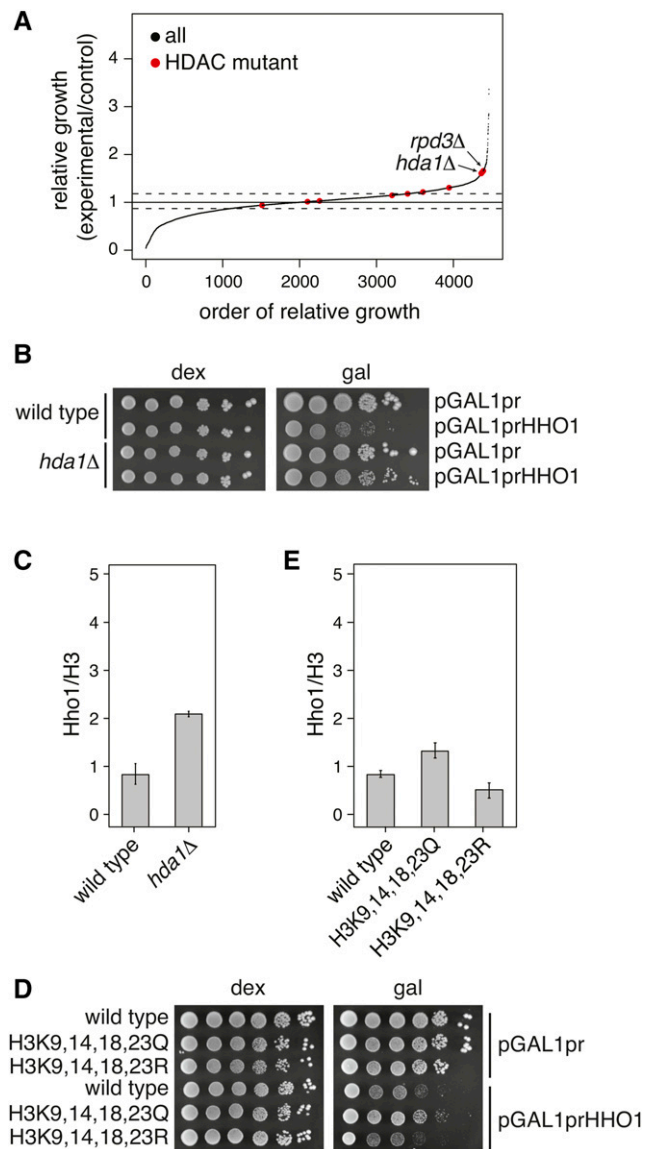 A
relative growth
(experimental/control)
4
3
2
1
0
all
HDAC mutant
rpd3Δ
hda1Δ
0 1000 2000 3000 4000
order of relative growth
B
dex gal
wild type
hda1Δ
pGAL1pr
pGAL1prHHO1
pGAL1pr
pGAL1prHHO1
C
Hho1/H3
5
4
3
2
1
0
wild type
hda1Δ
E
Hho1/H3
5
4
3
2
1
0
wild type
H3K9,14,18,23Q
H3K9,14,18,23R
D
dex gal
wild type
H3K9,14,18,23Q
H3K9,14,18,23R
wild type
H3K9,14,18,23Q
H3K9,14,18,23R
pGAL1pr
pGAL1prHHO1